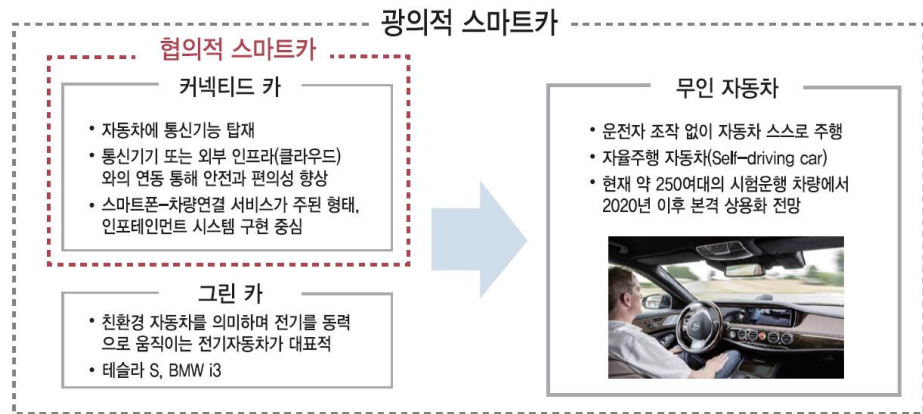 광의적 스마트카
협의적 스마트카
커넥티드 카
• 자동차에 통신기능 탑재
• 통신기기 또는 외부 인프라(클라우드)
와의 연동 통해 안전과 편의성 향상
• 스마트폰–차량연결 서비스가 주된 형태,
인포테인먼트 시스템 구현 중심
그린 카
• 친환경 자동차를 의미하며 전기를 동력
으로 움직이는 전기자동차가 대표적
• 테슬라 S, BMW i3
무인 자동차
• 운전자 조작 없이 자동차 스스로 주행
• 자율주행 자동차(Self–driving car)
• 현재 약 250여대의 시험운행 차량에서
2020년 이후 본격 상용화 전망